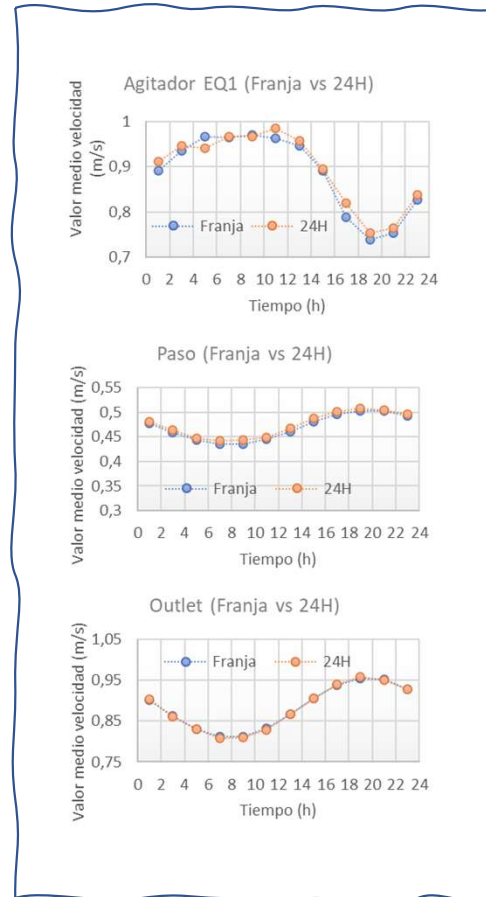 Agitador EQ1 (Franja vs 24H)
Valor medio velocidad
(m/s)
1
0,9
0,8
0,7
Franja 24H
0 2 4 6 8 10 12 14 16 18 20 22 24
Tiempo (h)
Paso (Franja vs 24H)
Valor medio velocidad (m/s)
0,55
0,5
0,45
0,4
0,35
0,3
Franja 24H
0 2 4 6 8 10 12 14 16 18 20 22 24
Tiempo (h)
Outlet (Franja vs 24H)
Valor medio velocidad (m/s)
1,05
0,95
0,85
0,75
Franja 24H
0 2 4 6 8 10 12 14 16 18 20 22 24
Tiempo (h)